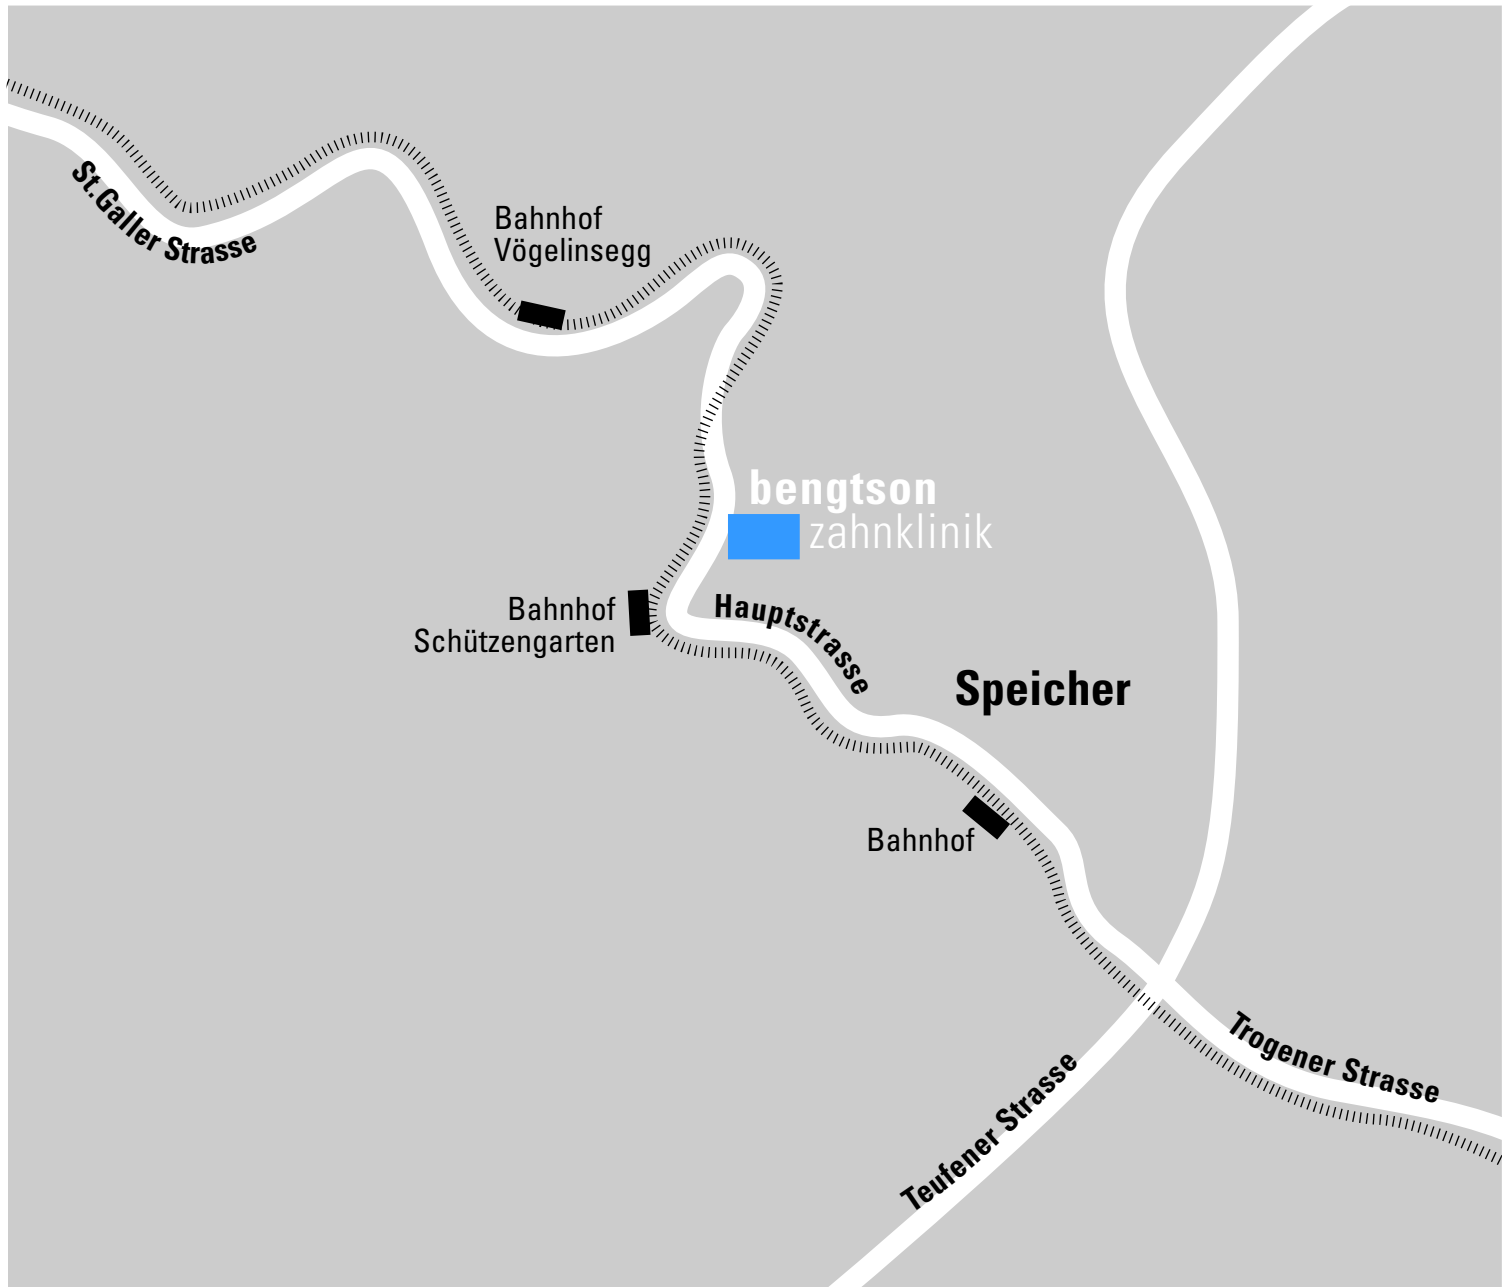 St.Galler Strasse
Bahnhof
Vögelinsegg
bengtson
zahnklinik
Bahnhof
Schützengarten
Hauptstrasse
Speicher
Bahnhof
Trogener Strasse
Teufener Strasse